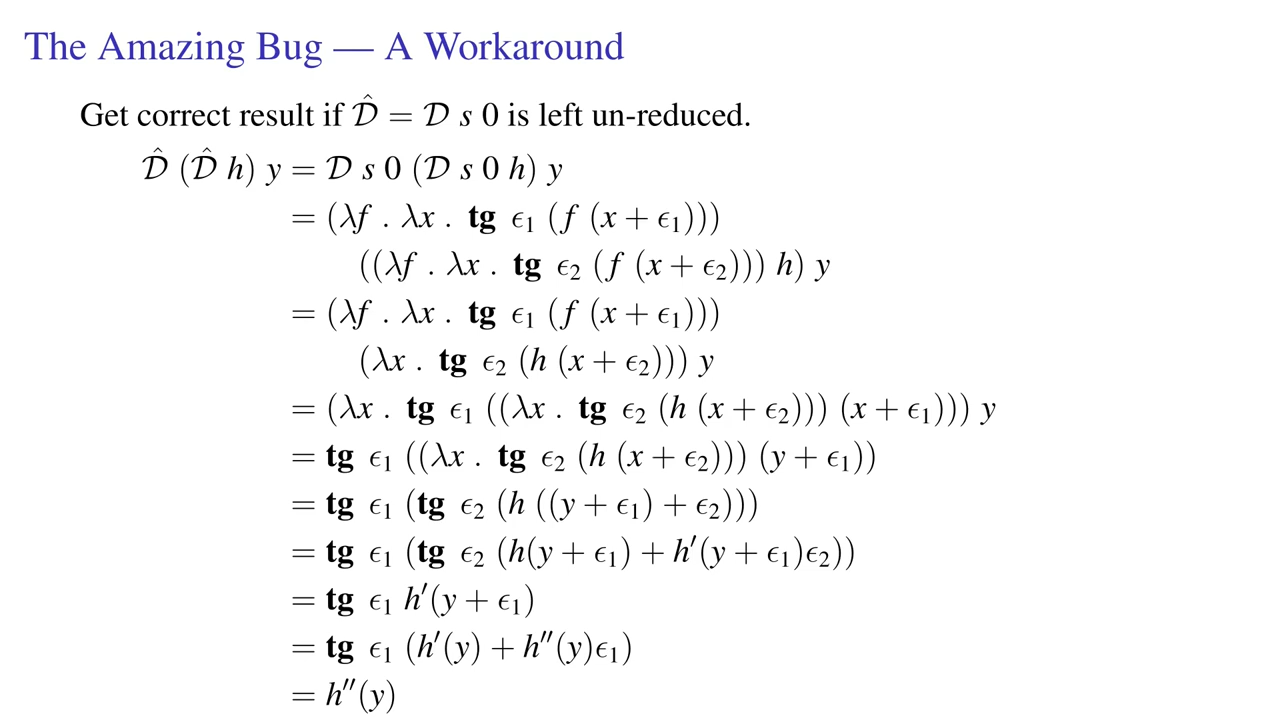 The Amazing Bug — A Workaround
Get correct result if 𝒟̂ = 𝒟 s 0 is left un-reduced.
𝒟̂ (𝒟̂ h) y = 𝒟 s 0 (𝒟 s 0 h) y
= (λf . λx . tg ϵ₁ (f (x + ϵ₁)))
((λf . λx . tg ϵ₂ (f (x + ϵ₂))) h) y
= (λf . λx . tg ϵ₁ (f (x + ϵ₁)))
(λx . tg ϵ₂ (h (x + ϵ₂))) y
= (λx . tg ϵ₁ ((λx . tg ϵ₂ (h (x + ϵ₂))) (x + ϵ₁))) y
= tg ϵ₁ ((λx . tg ϵ₂ (h (x + ϵ₂))) (y + ϵ₁))
= tg ϵ₁ (tg ϵ₂ (h ((y + ϵ₁) + ϵ₂)))
= tg ϵ₁ (tg ϵ₂ (h(y + ϵ₁) + h′(y + ϵ₁)ϵ₂))
= tg ϵ₁ h′(y + ϵ₁)
= tg ϵ₁ (h′(y) + h″(y)ϵ₁)
= h″(y)